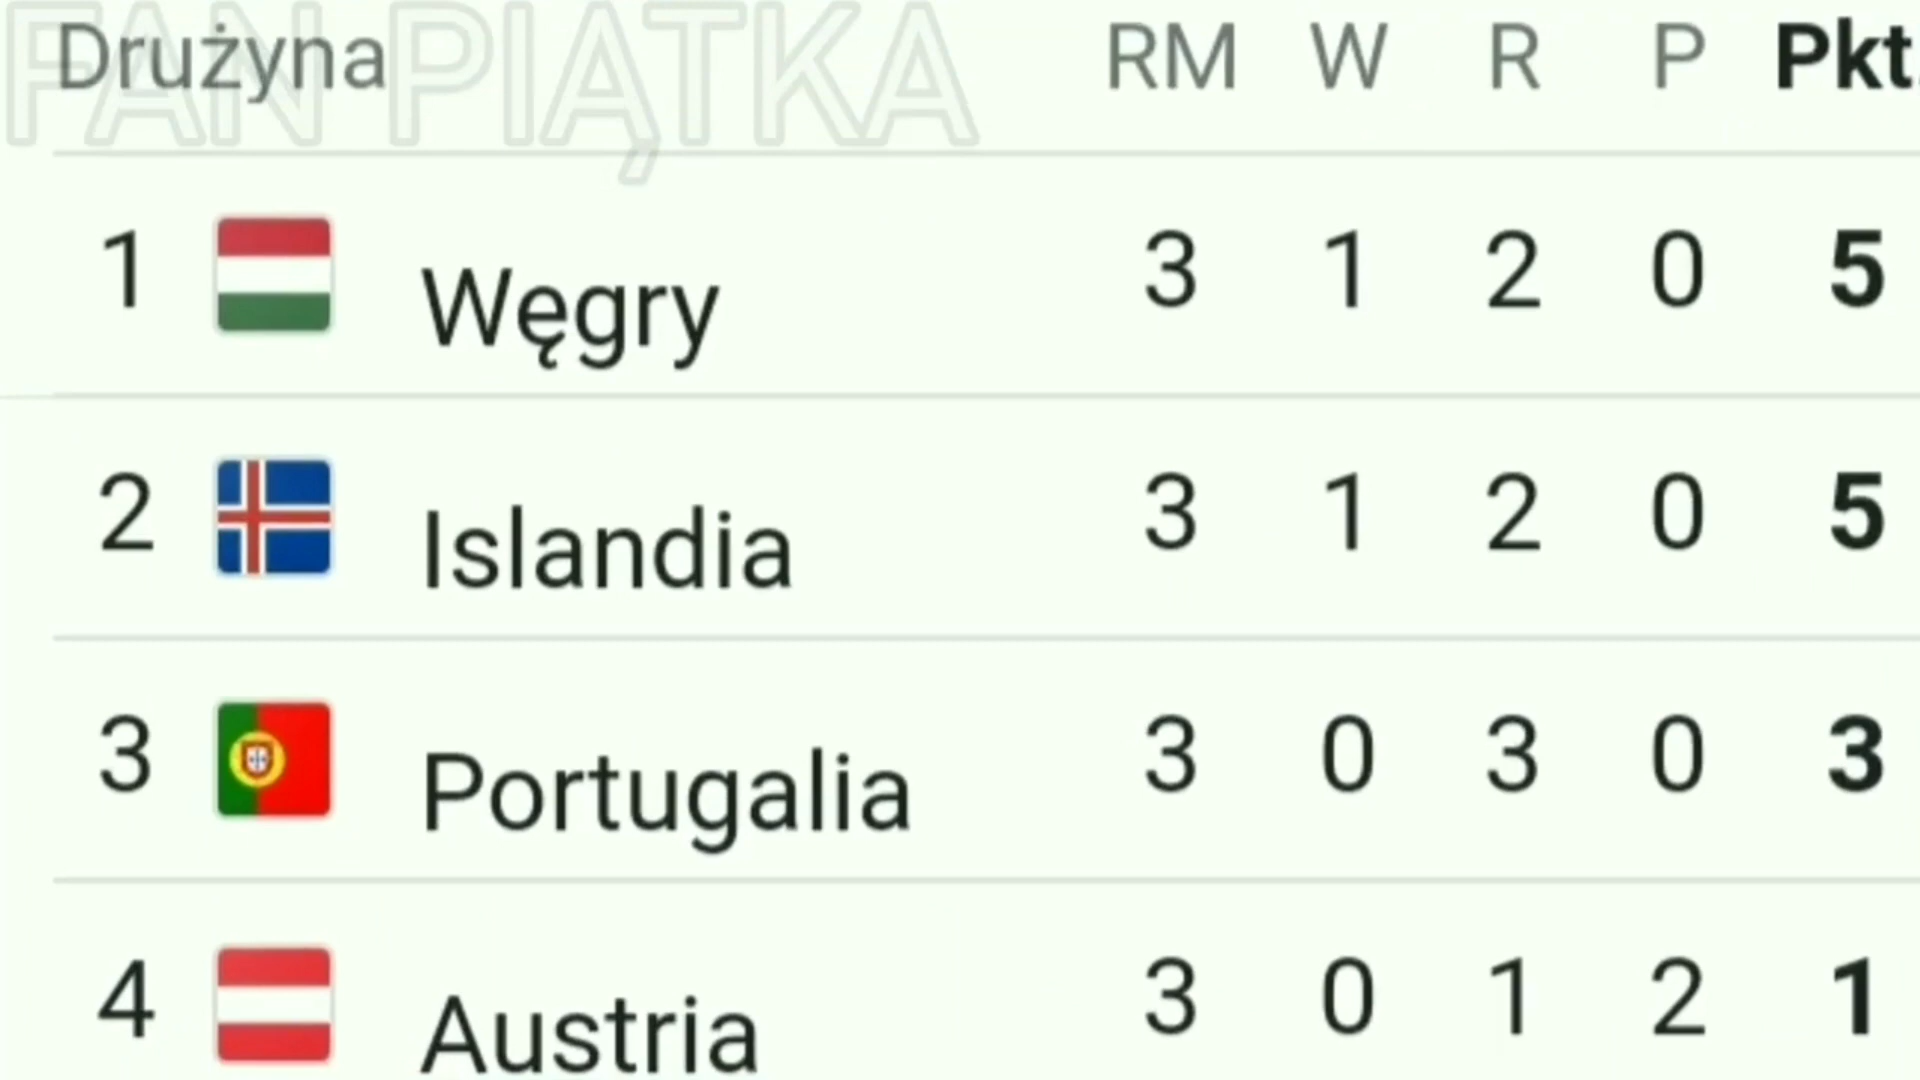 FAN PIĄTKA
Drużyna RM W R P Pkt.
1 Węgry 3 1 2 0 5
2 Islandia 3 1 2 0 5
3 Portugalia 3 0 3 0 3
4 Austria 3 0 1 2 1